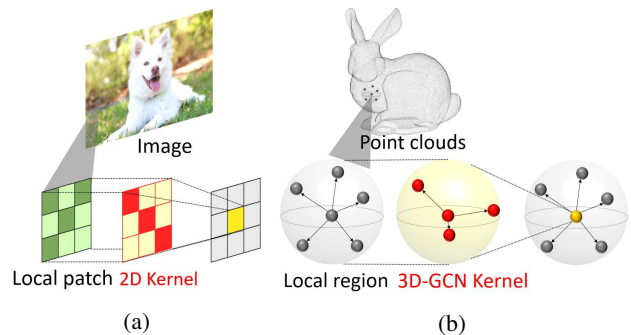 Image
Local patch 2D Kernel
(a)
Point clouds
Local region 3D-GCN Kernel
(b)